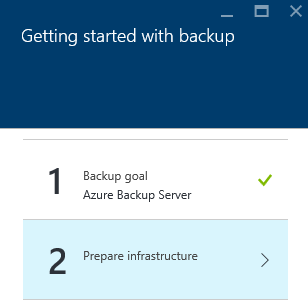 Getting started with backup
1
Backup goal
Azure Backup Server
2
Prepare infrastructure